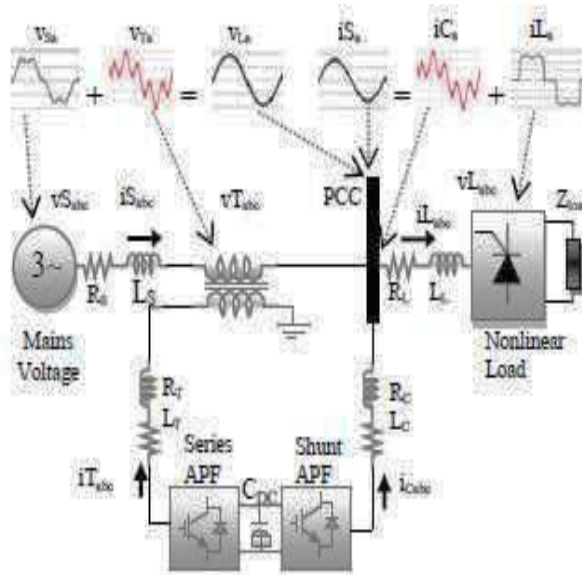 vSa vTa vLa iSa iCa iLa
+ = = +
vSabc iSabc vTabc PCC iLabc vLabc Zload
3~
RS LS RL LL
Mains Voltage
Nonlinear Load
RT
LT
RC
LC
Series APF
Shunt APF
iTabc
CDC
iCabc